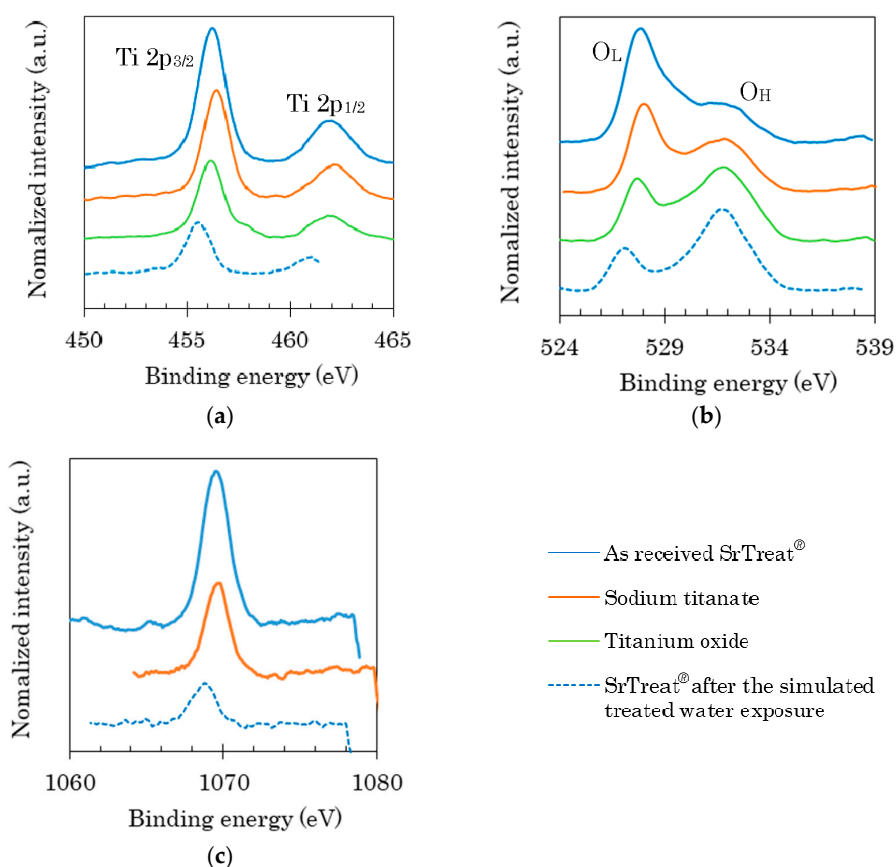 Nomalized intensity (a.u.)
Ti 2p3/2
Ti 2p1/2
450 455 460 465
Binding energy (eV)
(a)
Nomalized intensity (a.u.)
OL
OH
524 529 534 539
Binding energy (eV)
(b)
Nomalized intensity (a.u.)
1060 1070 1080
Binding energy (eV)
(c)
As received SrTreat®
Sodium titanate
Titanium oxide
SrTreat® after the simulated
treated water exposure